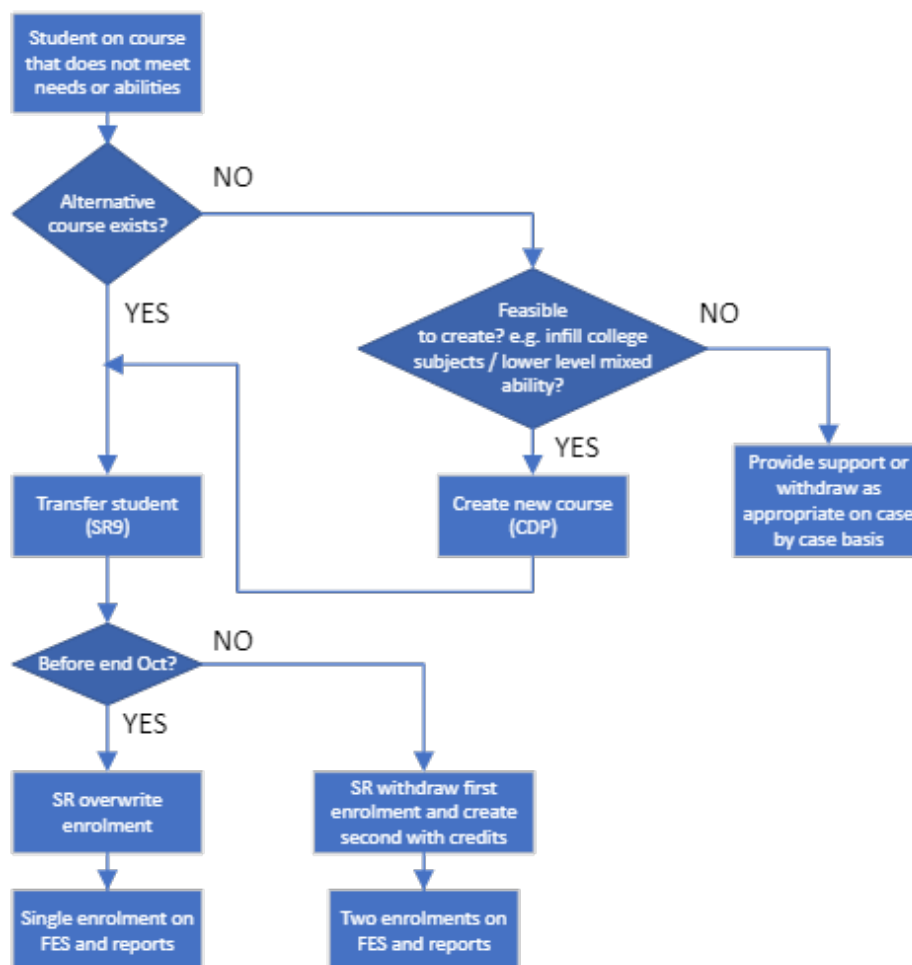 Student on course
that does not meet
needs or abilities
NO
Alternative
course exists?
YES
Feasible
to create? e.g. infill college
subjects / lower level mixed
ability?
NO
YES
Transfer student
(SR9)
Create new course
(CDP)
Provide support or
withdraw as
appropriate on case
by case basis
Before end Oct?
NO
YES
SR overwrite
enrolment
SR withdraw first
enrolment and create
second with credits
Single enrolment on
FES and reports
Two enrolments on
FES and reports